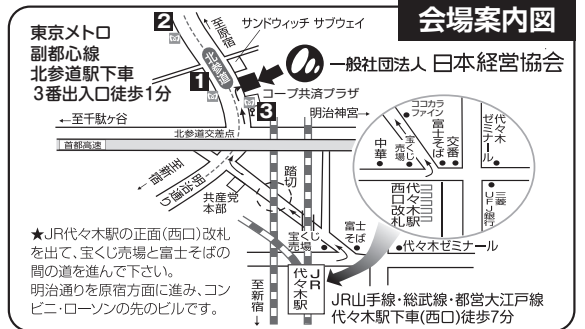 会場案内図
東京メトロ
副都心線
北参道駅下車
3番出入口徒歩1分
2
至原宿
サンドウィッチ サブウェイ
北参道
1
一般社団法人 日本経営協会
コープ共済プラザ
3
←至千駄ヶ谷
明治神宮→
北参道交差点
首都高速
至新宿
明治通り
共産党
本部
踏切
宝くじ
売場
富士
そば
代々木ゼミナール
JR
代々木駅
至新宿
ココカラ
ファイン
中華
宝くじ
売場
富士そば
交番
代々木
ゼミナール
代々木駅
西口改札
三菱
UFJ銀行
★JR代々木駅の正面(西口)改札
を出て、宝くじ売場と富士そばの
間の道を進んで下さい。
明治通りを原宿方面に進み、コン
ビニ・ローソンの先のビルです。
JR山手線・総武線・都営大江戸線
代々木駅下車(西口)徒歩7分